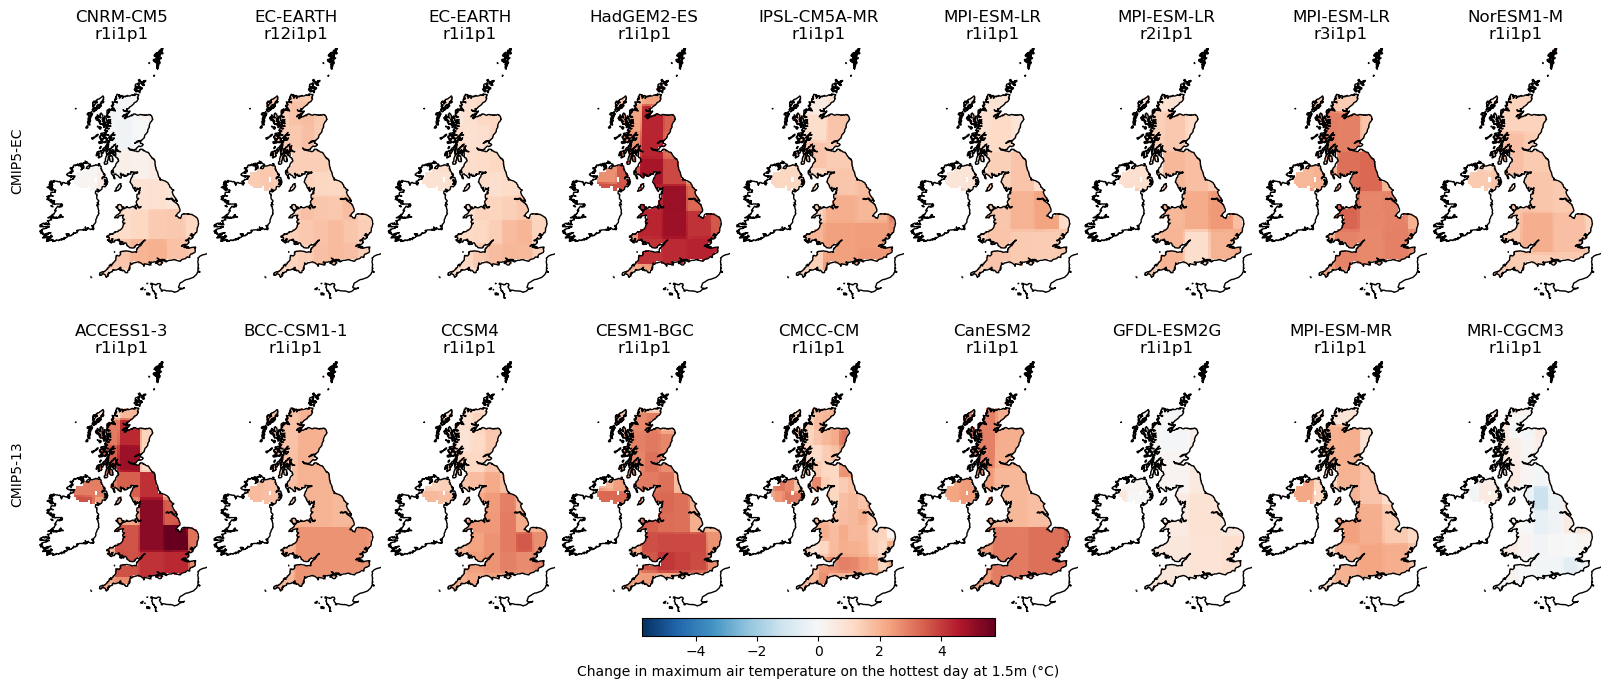 CNRM-CM5
r1i1p1
EC-EARTH
r12i1p1
EC-EARTH
r1i1p1
HadGEM2-ES
r1i1p1
IPSL-CM5A-MR
r1i1p1
MPI-ESM-LR
r1i1p1
MPI-ESM-LR
r2i1p1
MPI-ESM-LR
r3i1p1
NorESM1-M
r1i1p1
CMIP5-EC
ACCESS1-3
r1i1p1
BCC-CSM1-1
r1i1p1
CCSM4
r1i1p1
CESM1-BGC
r1i1p1
CMCC-CM
r1i1p1
CanESM2
r1i1p1
GFDL-ESM2G
r1i1p1
MPI-ESM-MR
r1i1p1
MRI-CGCM3
r1i1p1
CMIP5-13
−4 −2 0 2 4
Change in maximum air temperature on the hottest day at 1.5m (°C)